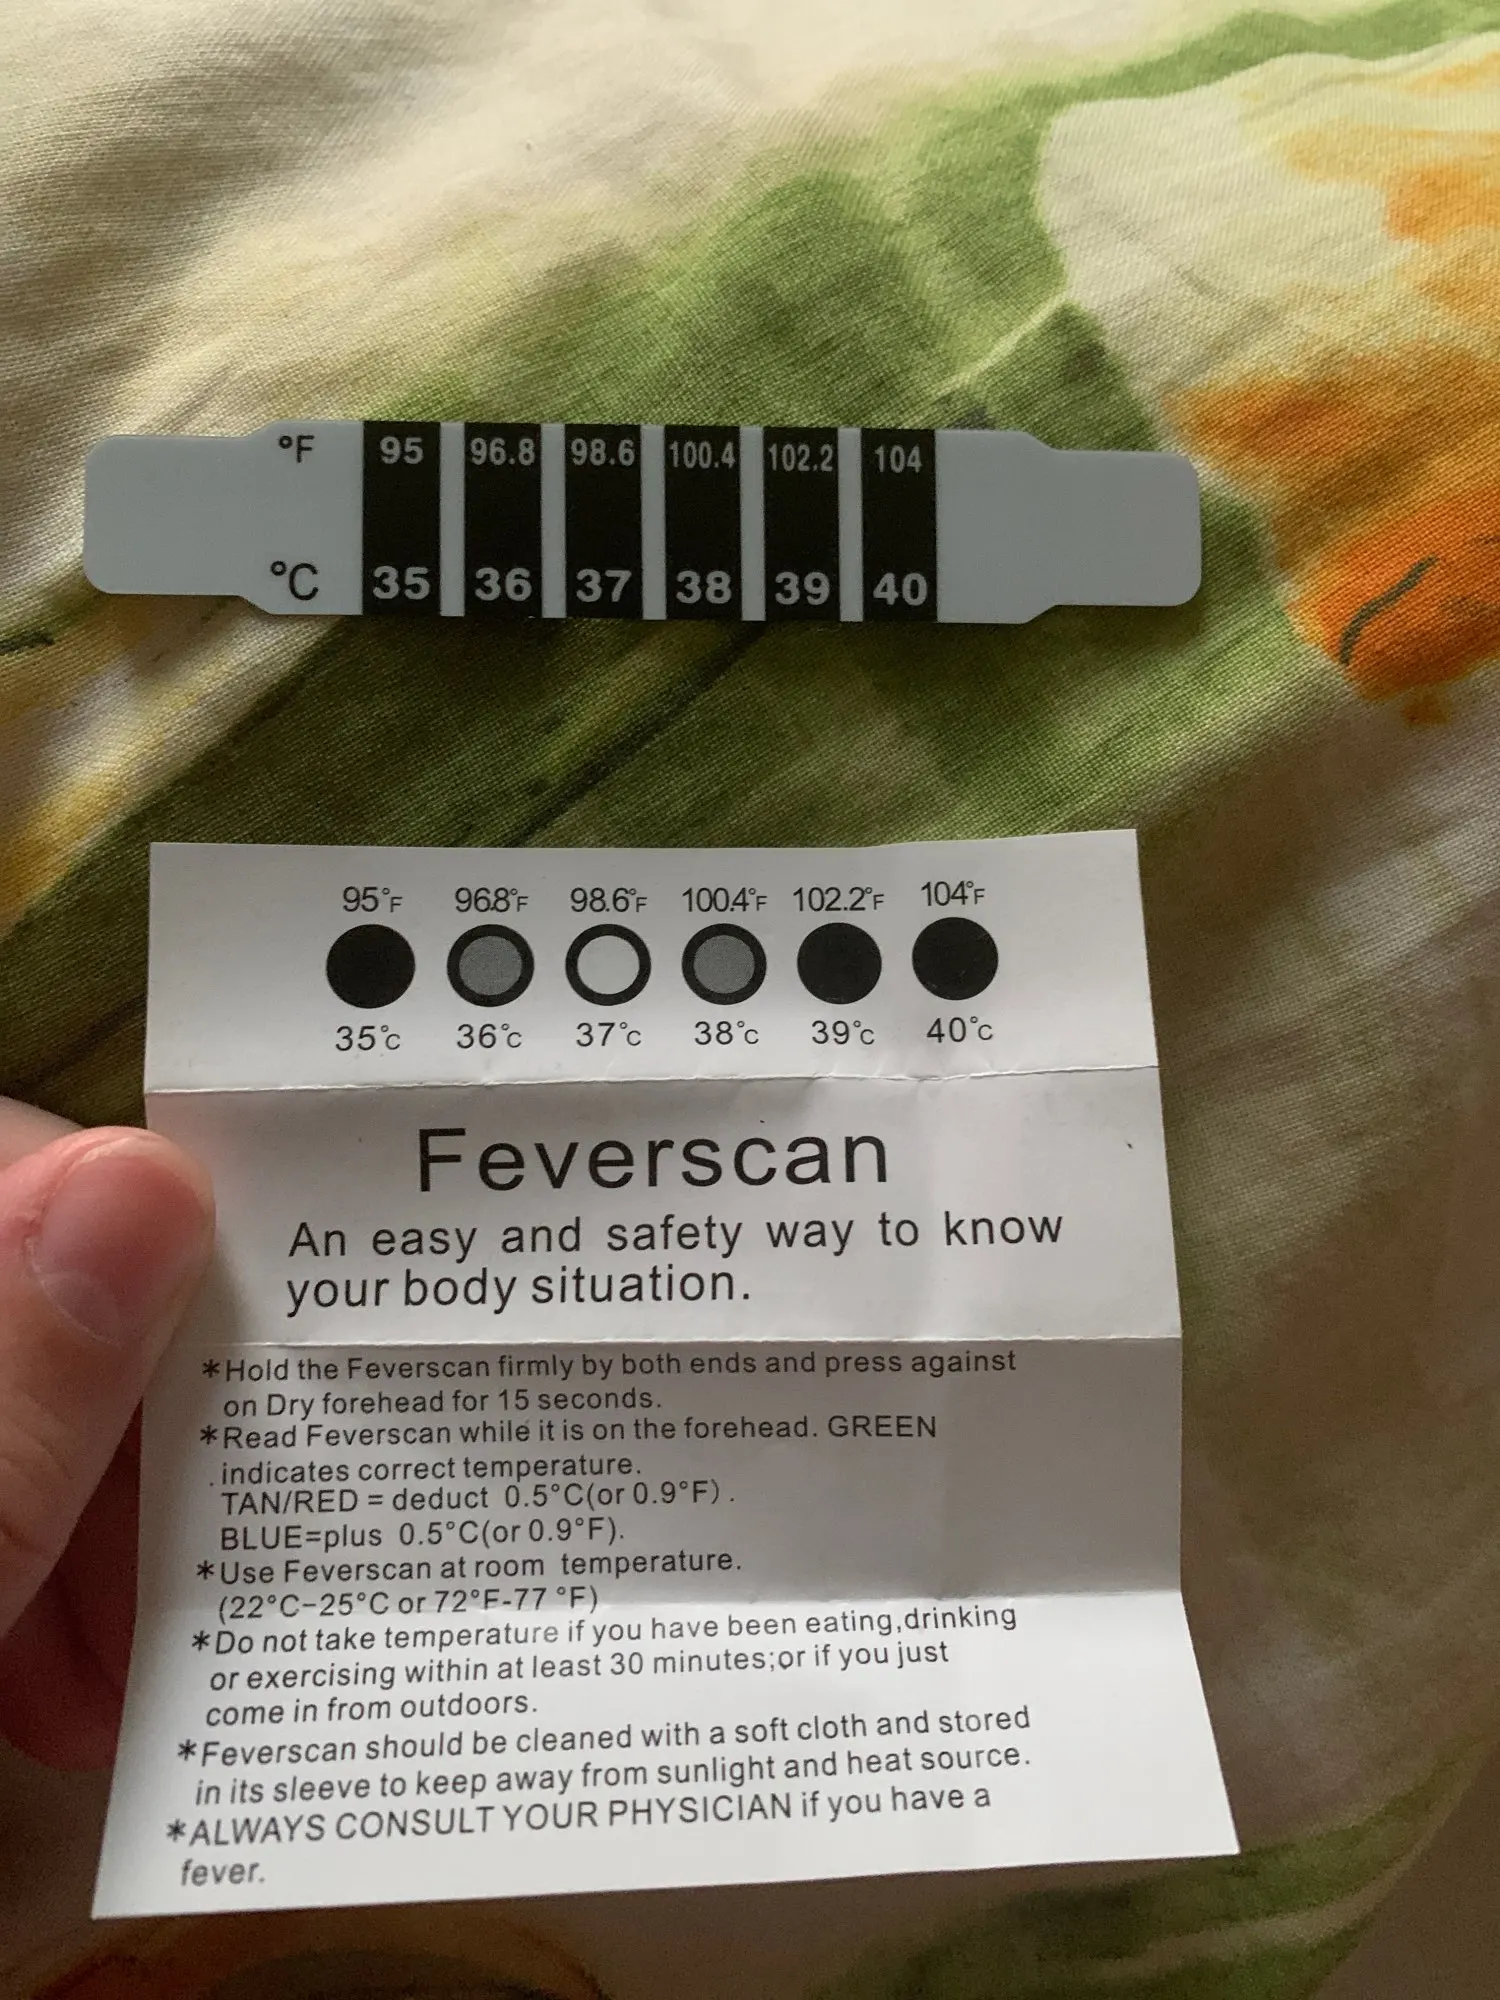 °F 95 96.8 98.6 100.4 102.2 104
°C 35 36 37 38 39 40
95°F 96.8°F 98.6°F 100.4°F 102.2°F 104°F
35°C 36°C 37°C 38°C 39°C 40°C
Feverscan
An easy and safety way to know
your body situation.
*Hold the Feverscan firmly by both ends and press against
on Dry forehead for 15 seconds.
*Read Feverscan while it is on the forehead. GREEN
indicates correct temperature.
TAN/RED = deduct 0.5°C(or 0.9°F).
BLUE=plus 0.5°C(or 0.9°F).
*Use Feverscan at room temperature.
(22°C-25°C or 72°F-77 °F)
*Do not take temperature if you have been eating,drinking
or exercising within at least 30 minutes;or if you just
come in from outdoors.
*Feverscan should be cleaned with a soft cloth and stored
in its sleeve to keep away from sunlight and heat source.
*ALWAYS CONSULT YOUR PHYSICIAN if you have a
fever.